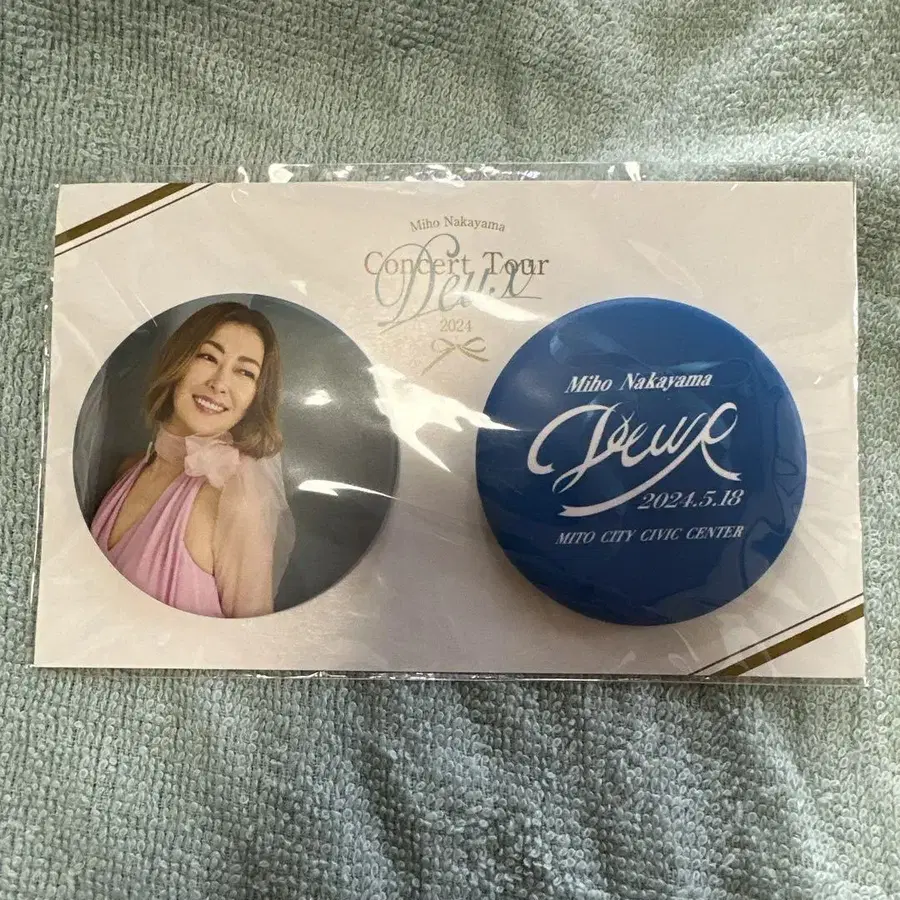 Miho Nakayama
Concert Tour
Deux
2024
Miho Nakayama
Deux
2024.5.18
MITO CITY CIVIC CENTER